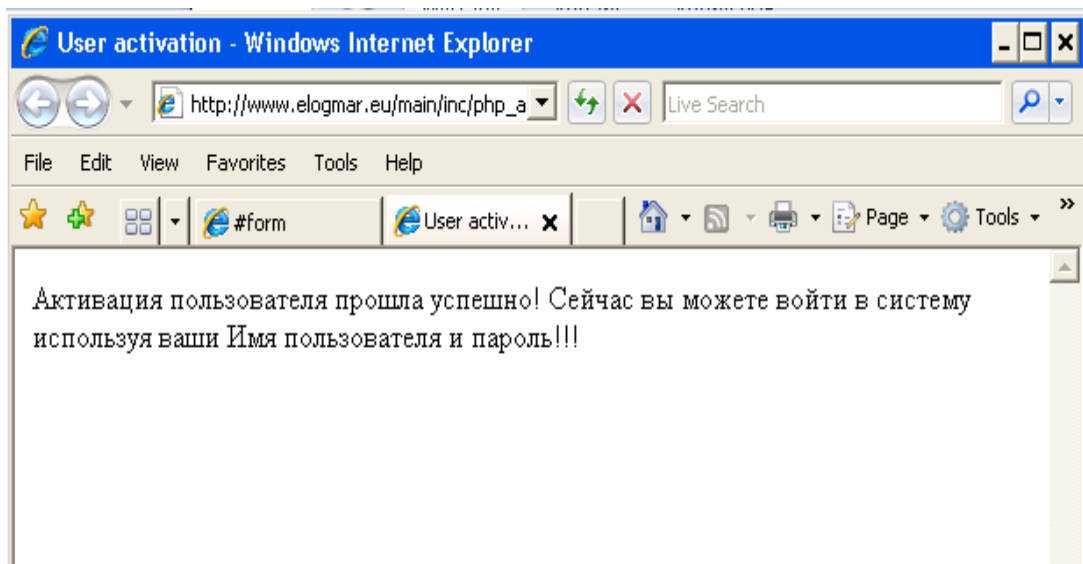 User activation - Windows Internet Explorer
http://www.elogmar.eu/main/inc/php_a
Live Search
File Edit View Favorites Tools Help
#form
User activ...
Page
Tools
»
Активация пользователя прошла успешно! Сейчас вы можете войти в систему
используя ваши Имя пользователя и пароль!!!